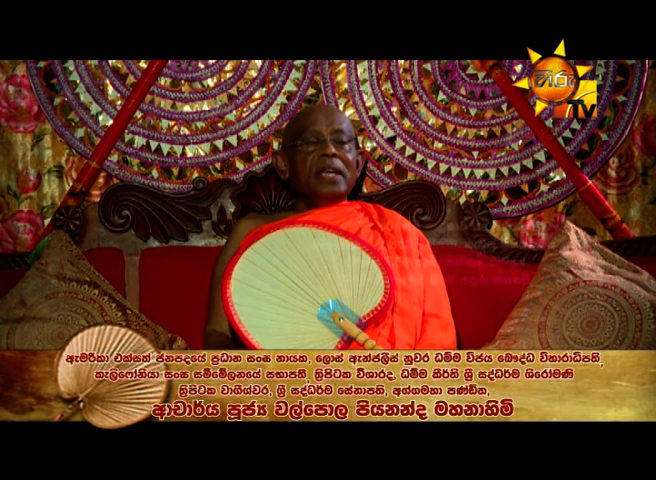 හිරු
TV
ඇමරිකා එක්සත් ජනපදයේ ප්‍රධාන සංඝ නායක, ලොස් ඇන්ජලීස් නුවර ධම්ම විජය බෞද්ධ විහාරාධිපති,
කැලිෆෝනියා සංඝ සම්මේලනයේ සභාපති, ත්‍රිපිටක විශාරද, ධම්ම කිර්ති ශ්‍රී සද්ධර්ම ශිරෝමණි
ත්‍රිපිටක වාගීශ්වර, ශ්‍රී සද්ධර්ම සේනාපති, අග්ගමහා පණ්ඩිත,
ආචාර්ය පූජ්‍ය වල්පොල පියනන්ද මහනාහිමි